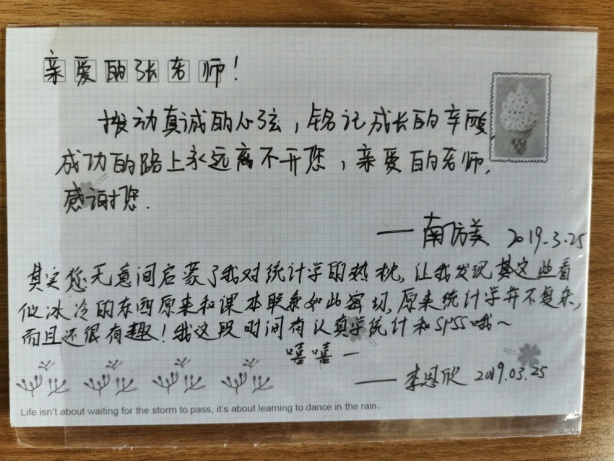 亲爱的张老师!
拨动真诚的心弦,铭记成长的辛酸,
成功的路上永远离不开您,亲爱的老师,
感谢您.
——南访美 2019.3.25
其实您无意间启蒙了我对统计学的热枕,让我发现其实这些看
似冰冷的东西原来和课本联系如此密切,原来统计学并不复杂,
而且还很有趣!我这段时间有认真学统计和SPSS哦~
嘻嘻一
——李恩欣 2019.03.25
Life isn't about waiting for the storm to pass, it's about learning to dance in the rain.